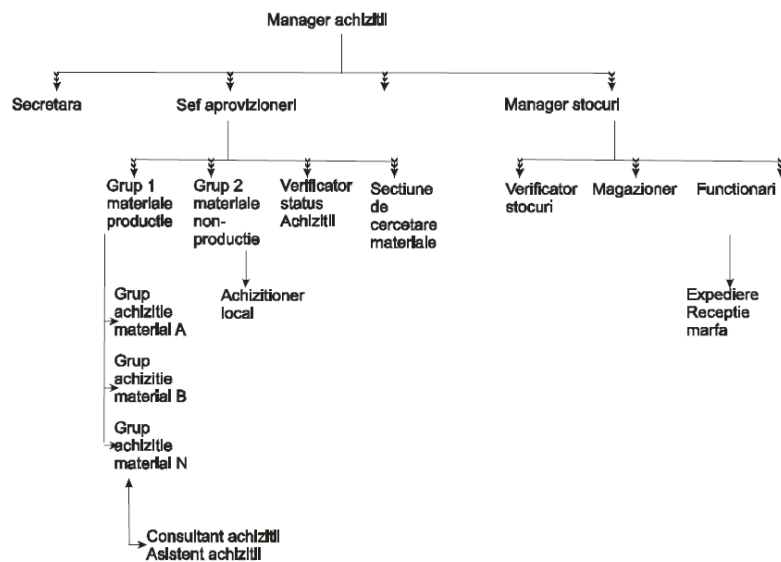 Manager achizitii
Secretara
Sef aprovizioneri
Manager stocuri
Grup 1
materiale
productie
Grup 2
materiale
non-
productie
Verificator
status
Achizitii
Sectiune
de
cercetare
materiale
Verificator
stocuri
Magazioner
Functionari
Grup
achizitie
material A
Achizitioner
local
Expediere
Receptie
marfa
Grup
achizitie
material B
Grup
achizitie
material N
Consultant achizitii
Asistent achizitii